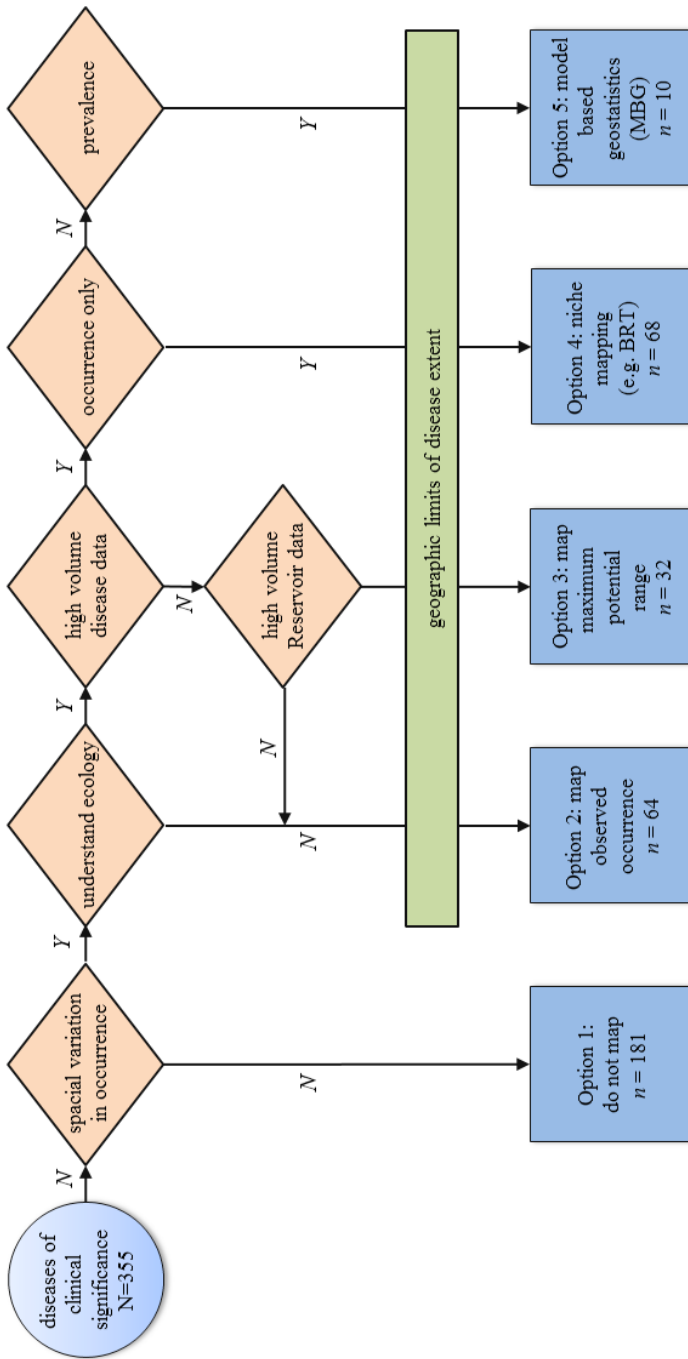 diseases of
clinical
significance
N=355
N
spacial variation
in occurrence
Y
understand ecology
Y
high volume
disease data
Y
occurrence only
N
prevalence
N
high volume
Reservoir data
N
N
N
Y
Y
geographic limits of disease extent
Option 1:
do not map
n = 181
Option 2: map
observed
occurrence
n = 64
Option 3: map
maximum
potential
range
n = 32
Option 4: niche
mapping
(e.g. BRT)
n = 68
Option 5: model
based
geostatistics
(MBG)
n = 10